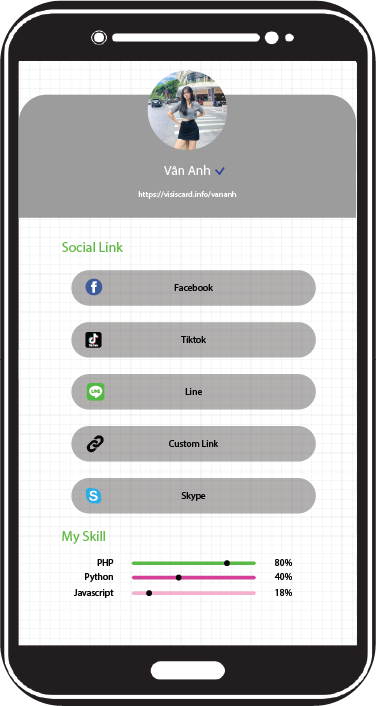 Vân Anh
https://visiscard.info/vananh
Social Link
Facebook
Tiktok
LINE
Line
Custom Link
Skype
My Skill
PHP 80%
Python 40%
Javascript 18%